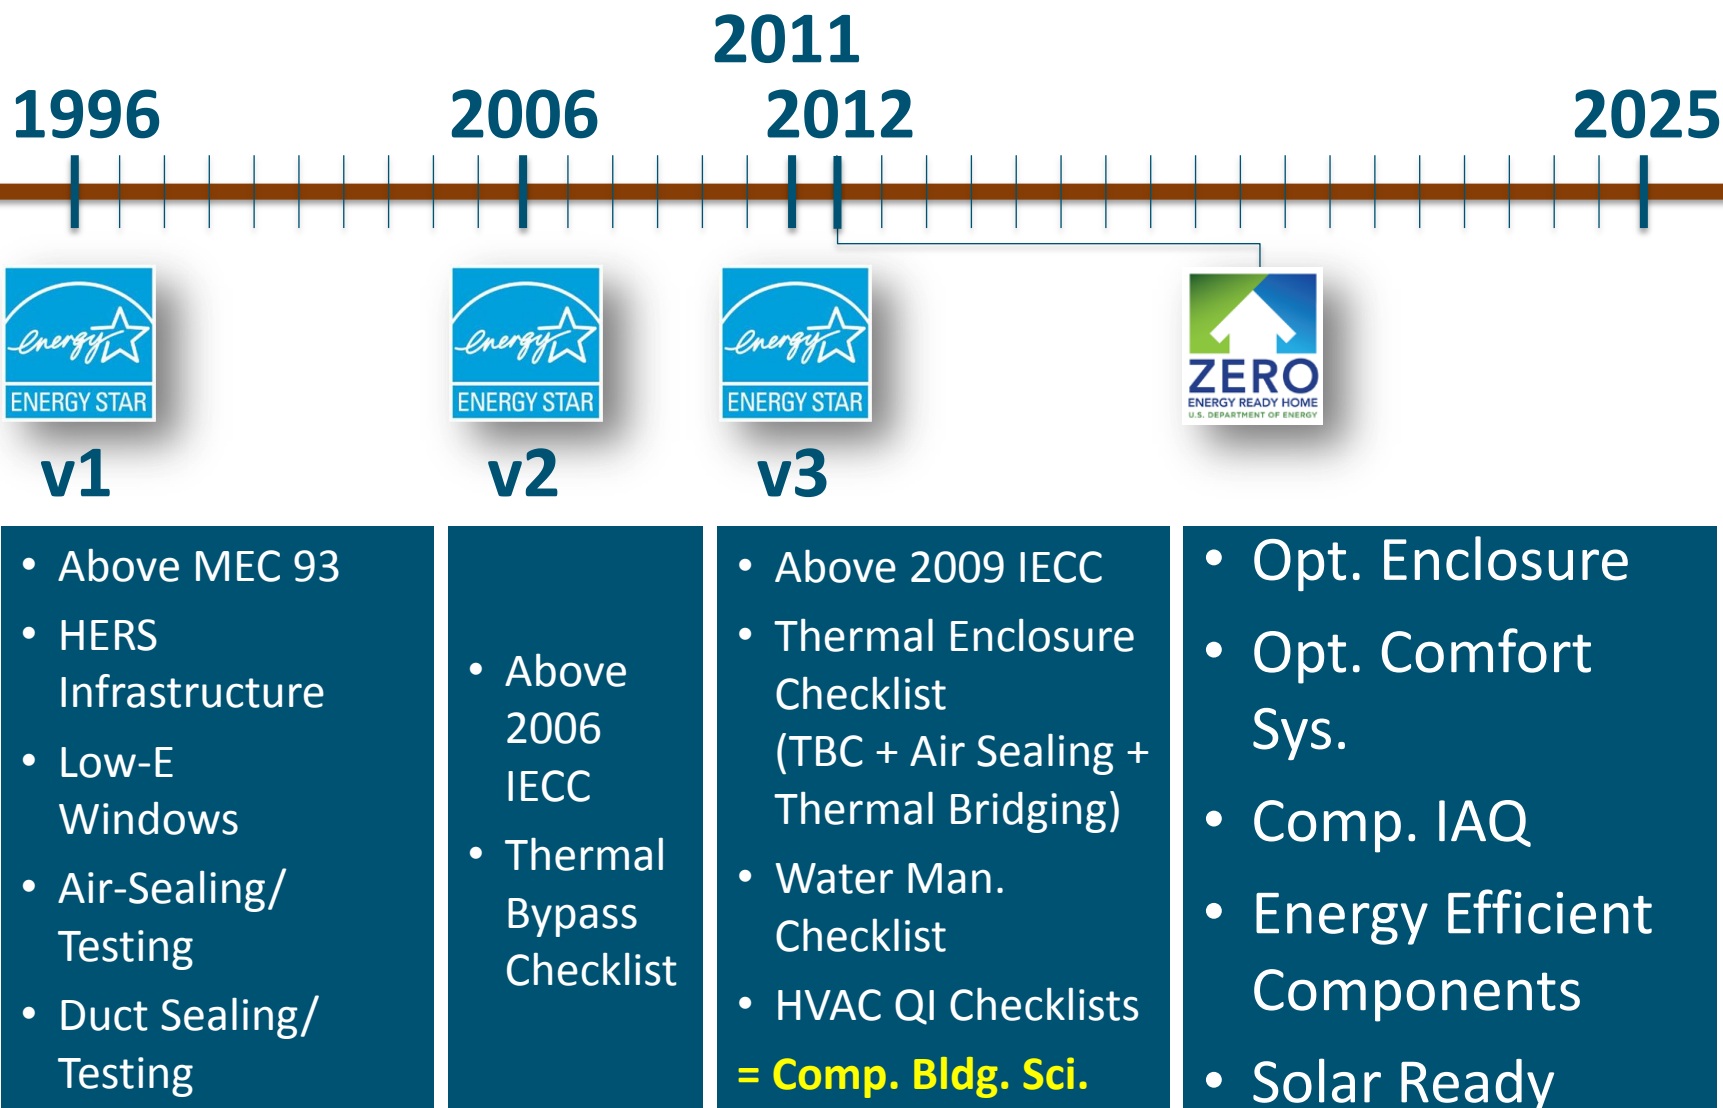 2011
1996
2006
2012
2025
energy
ENERGY STAR
energy
ENERGY STAR
energy
ENERGY STAR
ZERO
ENERGY READY HOME
U.S. DEPARTMENT OF ENERGY
v1
v2
v3
• Above MEC 93
• HERS
Infrastructure
• Low-E
Windows
• Air-Sealing/
Testing
• Duct Sealing/
Testing
• Above
2006
IECC
• Thermal
Bypass
Checklist
• Above 2009 IECC
• Thermal Enclosure
Checklist
(TBC + Air Sealing +
Thermal Bridging)
• Water Man.
Checklist
• HVAC QI Checklists
= Comp. Bldg. Sci.
• Opt. Enclosure
• Opt. Comfort
Sys.
• Comp. IAQ
• Energy Efficient
Components
• Solar Ready